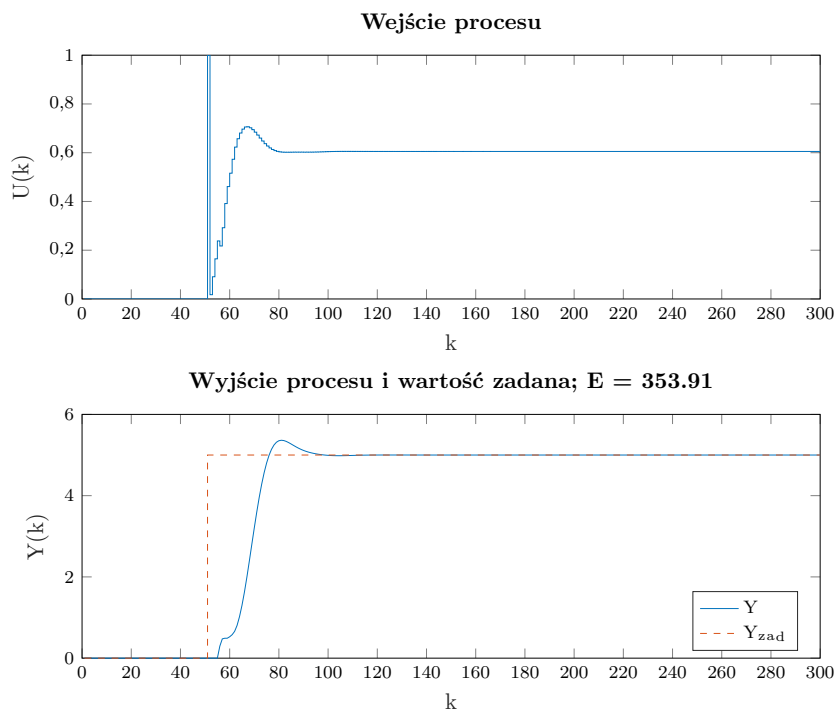 Wejście procesu
1
0,8
0,6
0,4
0,2
0
U(k)
0 20 40 60 80 100 120 140 160 180 200 220 240 260 280 300
k
Wyjście procesu i wartość zadana; E = 353.91
6
4
2
0
Y(k)
Y
Y_zad
0 20 40 60 80 100 120 140 160 180 200 220 240 260 280 300
k